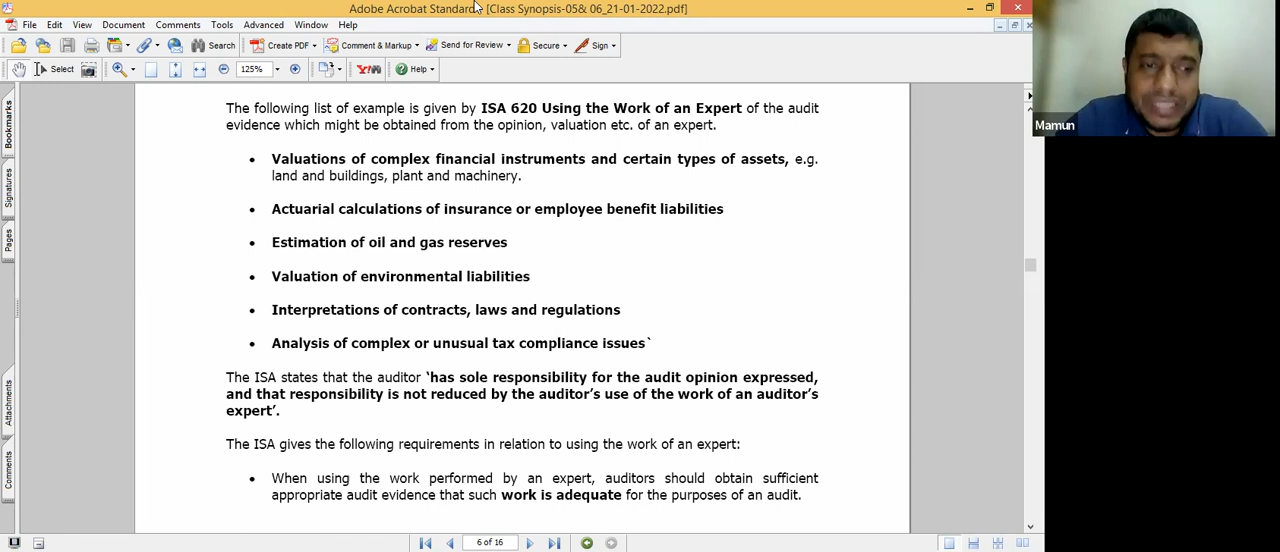 Adobe Acrobat Standard - [Class Synopsis-05& 06_21-01-2022.pdf]
File Edit View Document Comments Tools Advanced Window Help
Search Create PDF Comment & Markup Send for Review Secure Sign
Select 125% Y! Help
Mamun
Bookmarks
Signatures
Pages
Attachments
Comments
The following list of example is given by ISA 620 Using the Work of an Expert of the audit
evidence which might be obtained from the opinion, valuation etc. of an expert.
• Valuations of complex financial instruments and certain types of assets, e.g.
land and buildings, plant and machinery.
• Actuarial calculations of insurance or employee benefit liabilities
• Estimation of oil and gas reserves
• Valuation of environmental liabilities
• Interpretations of contracts, laws and regulations
• Analysis of complex or unusual tax compliance issues`
The ISA states that the auditor ‘has sole responsibility for the audit opinion expressed,
and that responsibility is not reduced by the auditor’s use of the work of an auditor’s
expert’.
The ISA gives the following requirements in relation to using the work of an expert:
• When using the work performed by an expert, auditors should obtain sufficient
appropriate audit evidence that such work is adequate for the purposes of an audit.
6 of 16